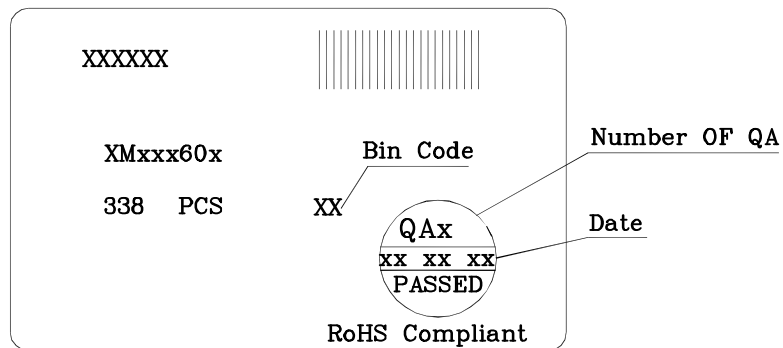 XXXXXX
XMxxx60x
Bin Code
Number OF QA
338 PCS
XX
QAx
Date
xx xx xx
PASSED
RoHS Compliant